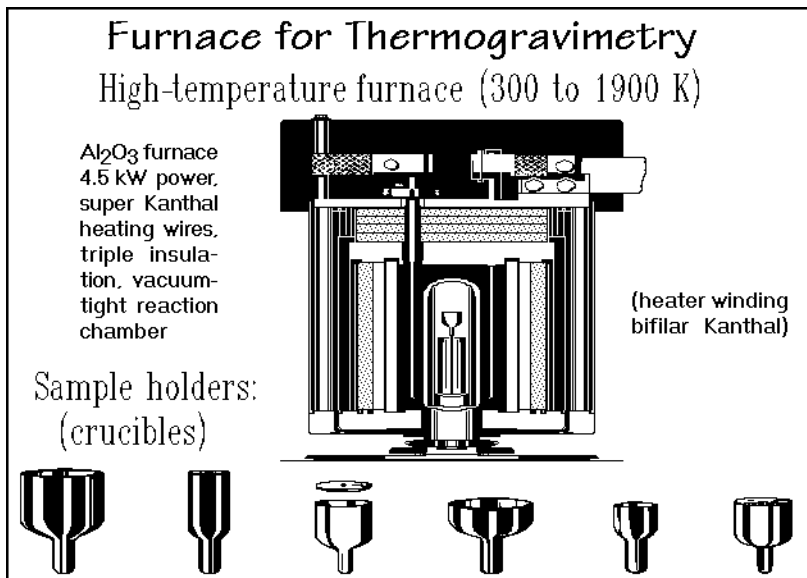 Furnace for Thermogravimetry
High-temperature furnace (300 to 1900 K)
Al₂O₃ furnace
4.5 kW power,
super Kanthal
heating wires,
triple insula-
tion, vacuum-
tight reaction
chamber
(heater winding
bifilar Kanthal)
Sample holders:
(crucibles)